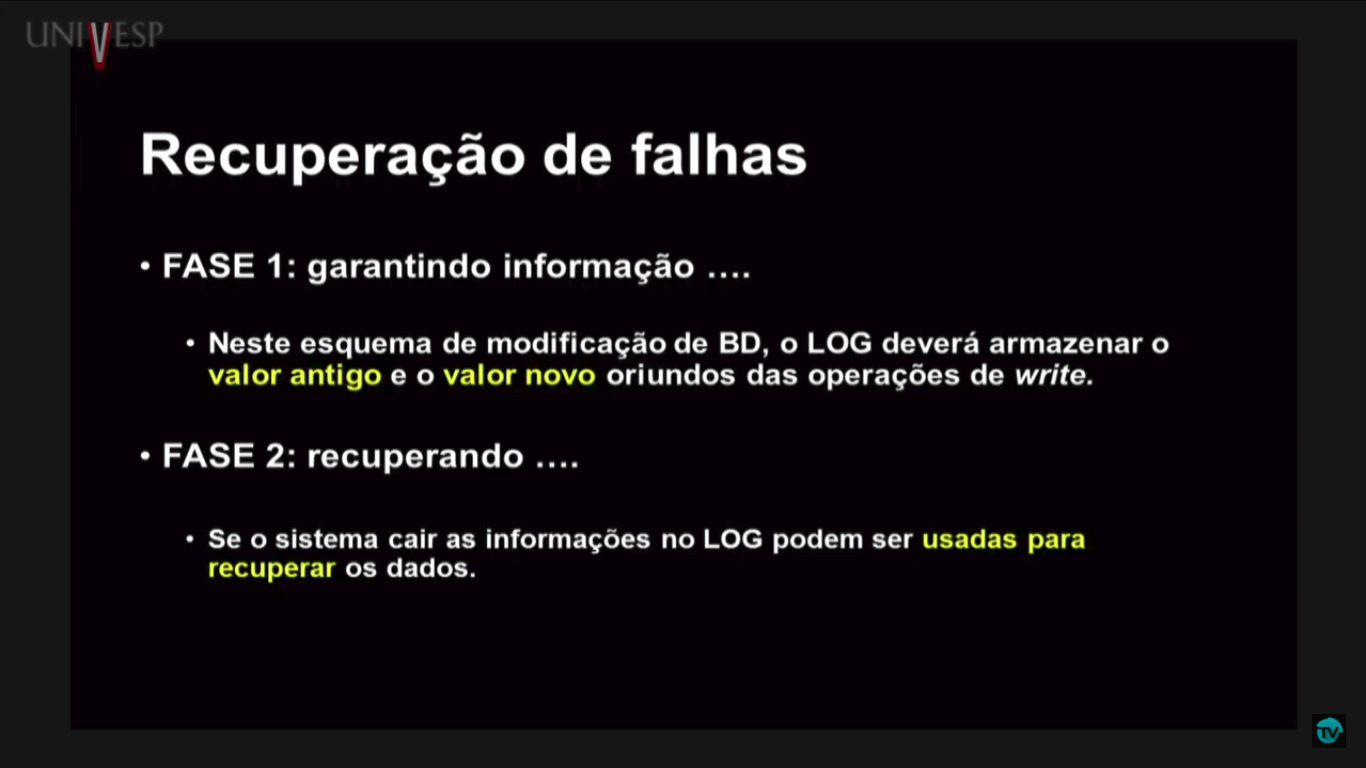 UNIVESP
Recuperação de falhas
• FASE 1: garantindo informação ....
• Neste esquema de modificação de BD, o LOG deverá armazenar o
valor antigo e o valor novo oriundos das operações de write.
• FASE 2: recuperando ....
• Se o sistema cair as informações no LOG podem ser usadas para
recuperar os dados.
TV